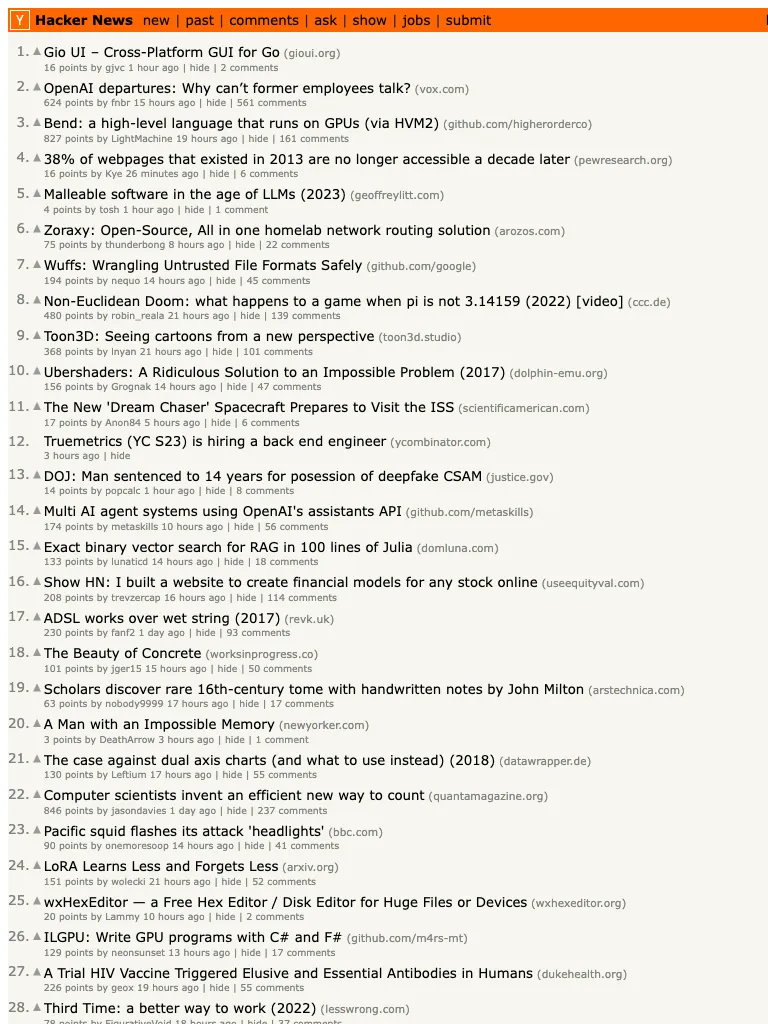 Y Hacker News new | past | comments | ask | show | jobs | submit
1. ▲ Gio UI – Cross-Platform GUI for Go (gioui.org)
16 points by gjvc 1 hour ago | hide | 2 comments
2. ▲ OpenAI departures: Why can’t former employees talk? (vox.com)
624 points by fnbr 15 hours ago | hide | 561 comments
3. ▲ Bend: a high-level language that runs on GPUs (via HVM2) (github.com/higherorderco)
827 points by LightMachine 19 hours ago | hide | 161 comments
4. ▲ 38% of webpages that existed in 2013 are no longer accessible a decade later (pewresearch.org)
16 points by Kye 26 minutes ago | hide | 6 comments
5. ▲ Malleable software in the age of LLMs (2023) (geoffreylitt.com)
4 points by tosh 1 hour ago | hide | 1 comment
6. ▲ Zoraxy: Open-Source, All in one homelab network routing solution (arozos.com)
75 points by thunderbong 8 hours ago | hide | 22 comments
7. ▲ Wuffs: Wrangling Untrusted File Formats Safely (github.com/google)
194 points by nequo 14 hours ago | hide | 45 comments
8. ▲ Non-Euclidean Doom: what happens to a game when pi is not 3.14159 (2022) [video] (ccc.de)
480 points by robin_reala 21 hours ago | hide | 139 comments
9. ▲ Toon3D: Seeing cartoons from a new perspective (toon3d.studio)
368 points by lnyan 21 hours ago | hide | 101 comments
10. ▲ Ubershaders: A Ridiculous Solution to an Impossible Problem (2017) (dolphin-emu.org)
156 points by Grognak 14 hours ago | hide | 47 comments
11. ▲ The New 'Dream Chaser' Spacecraft Prepares to Visit the ISS (scientificamerican.com)
17 points by Anon84 5 hours ago | hide | 6 comments
12. Truemetrics (YC S23) is hiring a back end engineer (ycombinator.com)
3 hours ago | hide
13. ▲ DOJ: Man sentenced to 14 years for posession of deepfake CSAM (justice.gov)
14 points by popcalc 1 hour ago | hide | 8 comments
14. ▲ Multi AI agent systems using OpenAI's assistants API (github.com/metaskills)
174 points by metaskills 10 hours ago | hide | 56 comments
15. ▲ Exact binary vector search for RAG in 100 lines of Julia (domluna.com)
133 points by lunaticd 14 hours ago | hide | 18 comments
16. ▲ Show HN: I built a website to create financial models for any stock online (useequityval.com)
208 points by trevzercap 16 hours ago | hide | 114 comments
17. ▲ ADSL works over wet string (2017) (revk.uk)
230 points by fanf2 1 day ago | hide | 93 comments
18. ▲ The Beauty of Concrete (worksinprogress.co)
101 points by jger15 15 hours ago | hide | 50 comments
19. ▲ Scholars discover rare 16th-century tome with handwritten notes by John Milton (arstechnica.com)
63 points by nobody9999 17 hours ago | hide | 17 comments
20. ▲ A Man with an Impossible Memory (newyorker.com)
3 points by DeathArrow 3 hours ago | hide | 1 comment
21. ▲ The case against dual axis charts (and what to use instead) (2018) (datawrapper.de)
130 points by Leftium 17 hours ago | hide | 55 comments
22. ▲ Computer scientists invent an efficient new way to count (quantamagazine.org)
846 points by jasondavies 1 day ago | hide | 237 comments
23. ▲ Pacific squid flashes its attack 'headlights' (bbc.com)
90 points by onemoresoop 14 hours ago | hide | 41 comments
24. ▲ LoRA Learns Less and Forgets Less (arxiv.org)
151 points by wolecki 21 hours ago | hide | 52 comments
25. ▲ wxHexEditor — a Free Hex Editor / Disk Editor for Huge Files or Devices (wxhexeditor.org)
20 points by Lammy 10 hours ago | hide | 2 comments
26. ▲ ILGPU: Write GPU programs with C# and F# (github.com/m4rs-mt)
129 points by neonsunset 13 hours ago | hide | 17 comments
27. ▲ A Trial HIV Vaccine Triggered Elusive and Essential Antibodies in Humans (dukehealth.org)
226 points by geox 19 hours ago | hide | 55 comments
28. ▲ Third Time: a better way to work (2022) (lesswrong.com)
78 points by FigurativeVoid 18 hours ago | hide | 37 comments